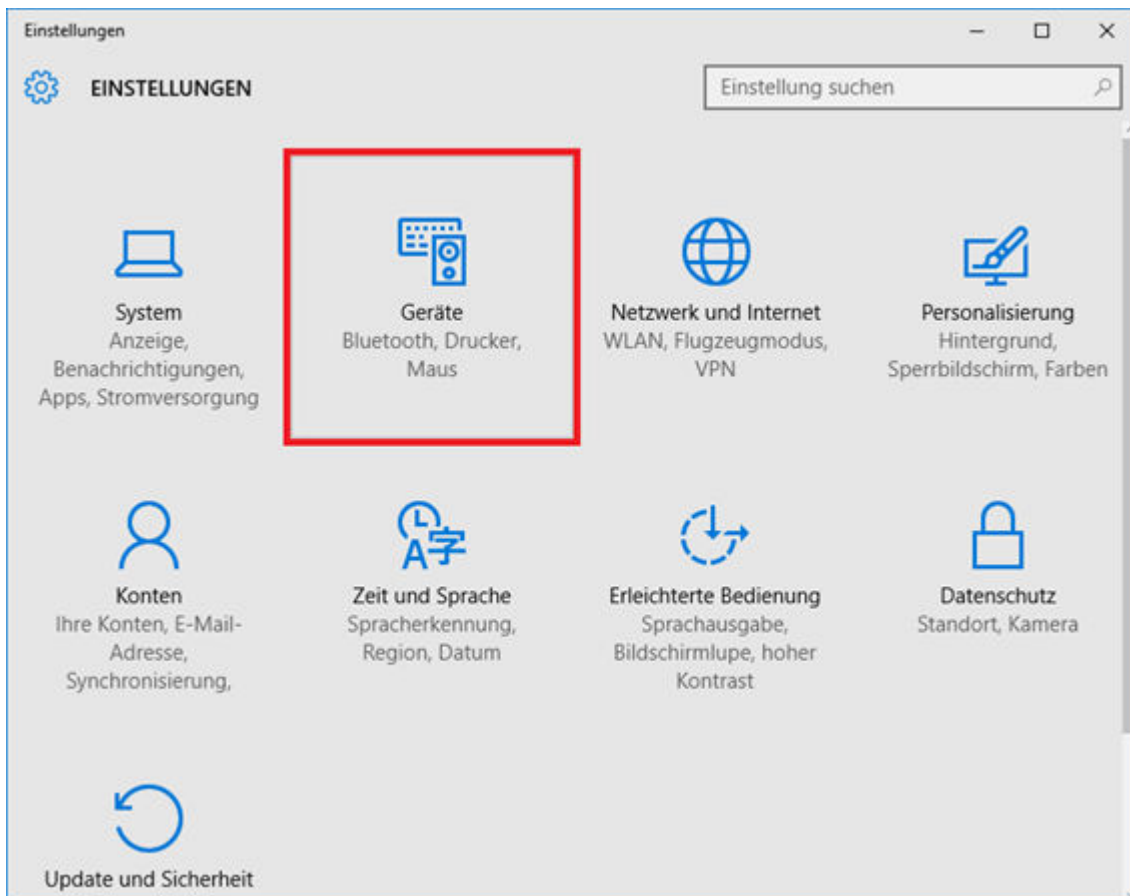 Einstellungen
EINSTELLUNGEN
Einstellung suchen
System
Anzeige,
Benachrichtigungen,
Apps, Stromversorgung
Geräte
Bluetooth, Drucker,
Maus
Netzwerk und Internet
WLAN, Flugzeugmodus,
VPN
Personalisierung
Hintergrund,
Sperrbildschirm, Farben
Konten
Ihre Konten, E-Mail-
Adresse,
Synchronisierung,
Zeit und Sprache
Spracherkennung,
Region, Datum
Erleichterte Bedienung
Sprachausgabe,
Bildschirmlupe, hoher
Kontrast
Datenschutz
Standort, Kamera
Update und Sicherheit